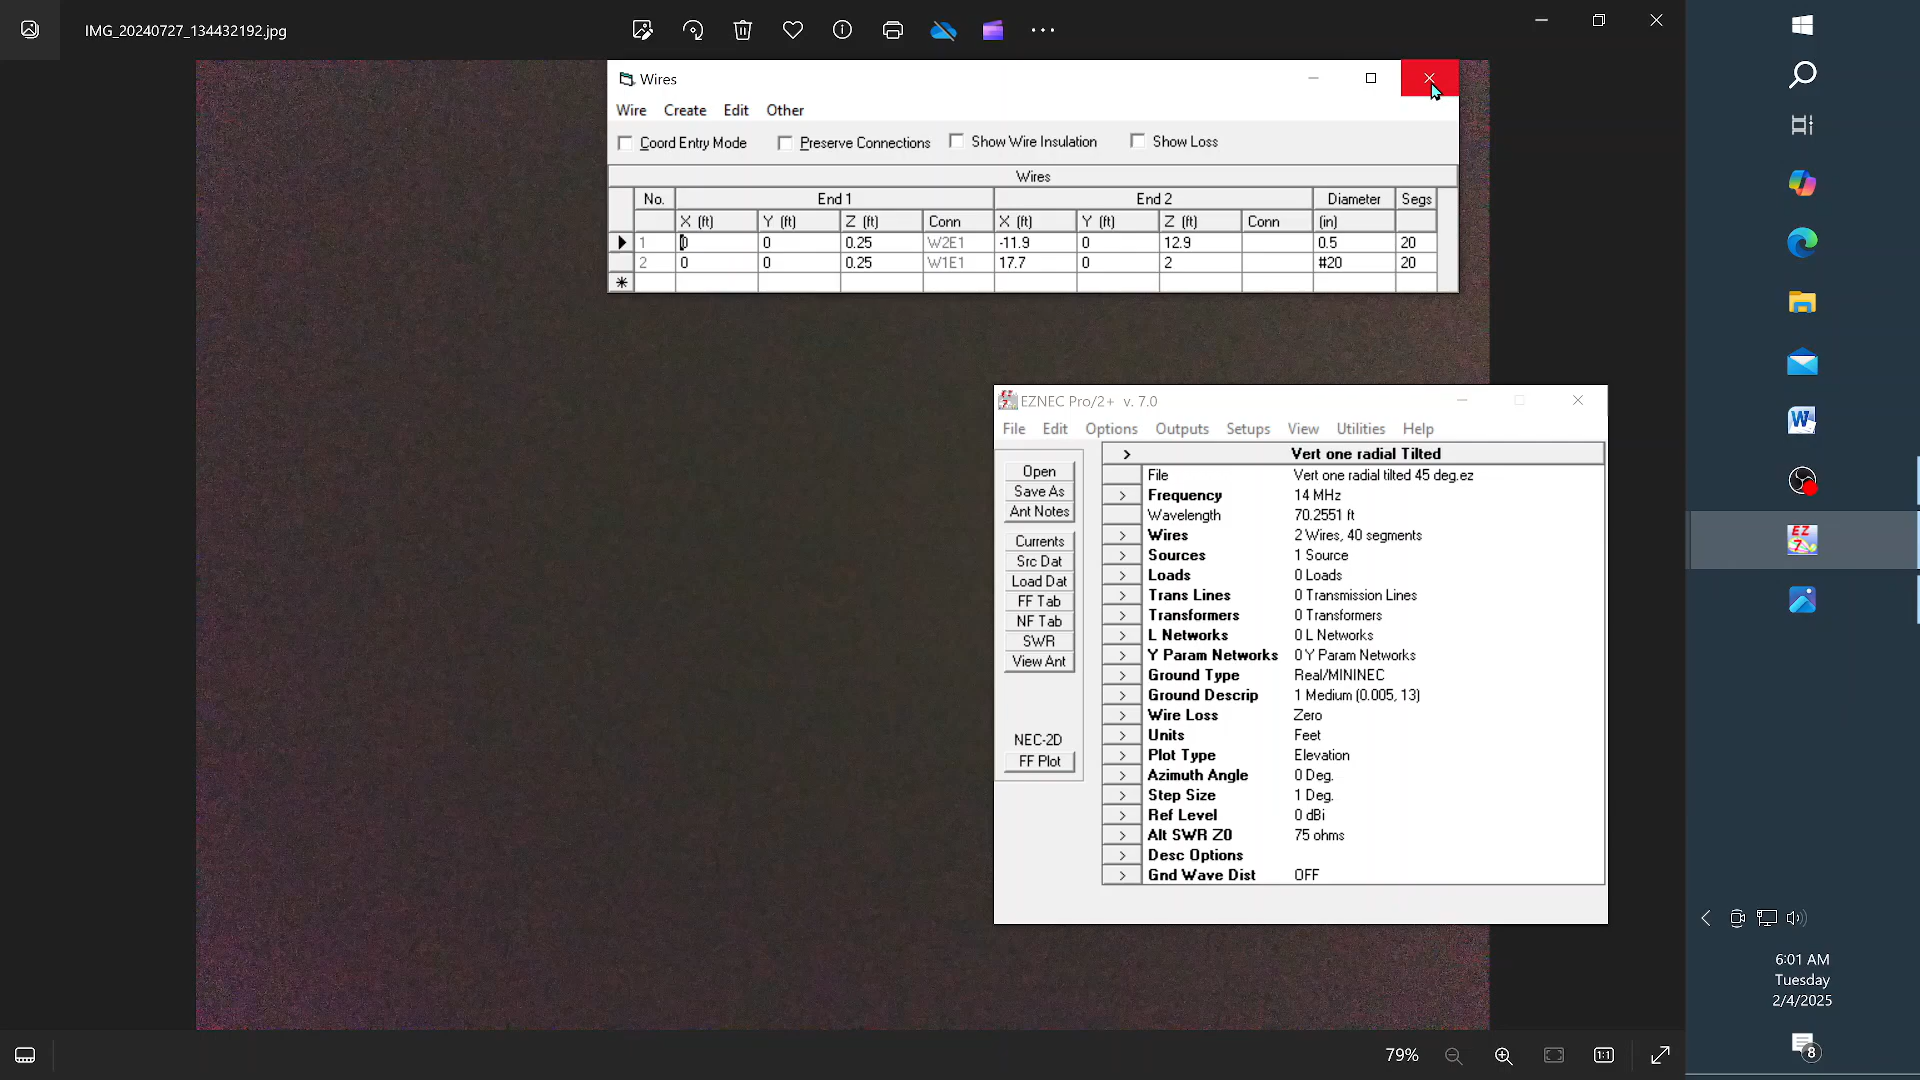 IMG_20240727_134432192.jpg
Wires
Wire Create Edit Other
Coord Entry Mode Preserve Connections Show Wire Insulation Show Loss
Wires
No. End 1 End 2 Diameter Segs
X (ft) Y (ft) Z (ft) Conn X (ft) Y (ft) Z (ft) Conn (in)
1 0 0 0.25 W2E1 -11.9 0 12.9 0.5 20
2 0 0 0.25 W1E1 17.7 0 2 #20 20
EZNEC Pro/2+ v. 7.0
File Edit Options Outputs Setups View Utilities Help
> Vert one radial Tilted
Open
Save As
Ant Notes
Currents
Src Dat
Load Dat
FF Tab
NF Tab
SWR
View Ant
NEC-2D
FF Plot
File Vert one radial tilted 45 deg.ez
> Frequency 14 MHz
Wavelength 70.2551 ft
> Wires 2 Wires, 40 segments
> Sources 1 Source
> Loads 0 Loads
> Trans Lines 0 Transmission Lines
> Transformers 0 Transformers
> L Networks 0 L Networks
> Y Param Networks 0 Y Param Networks
> Ground Type Real/MININEC
> Ground Descrip 1 Medium (0.005, 13)
> Wire Loss Zero
> Units Feet
> Plot Type Elevation
> Azimuth Angle 0 Deg.
> Step Size 1 Deg.
> Ref Level 0 dBi
> Alt SWR Z0 75 ohms
> Desc Options
> Gnd Wave Dist OFF
EZ
7
W
6:01 AM
Tuesday
2/4/2025
8
79%
1:1